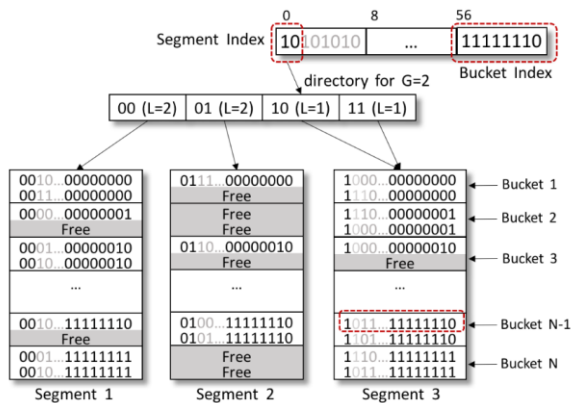 0 8 56
Segment Index 10101010 ... 11111110
Bucket Index
directory for G=2
00 (L=2) 01 (L=2) 10 (L=1) 11 (L=1)
0010...00000000
0011...00000000
0000...00000001
Free
0001...00000010
0010...00000010
...
0010...11111110
Free
0001...11111111
0010...11111111
Segment 1
0111...00000000
Free
Free
Free
0110...00000010
Free
...
0100...11111110
0101...11111110
Free
Free
Segment 2
1000...00000000
1110...00000000
1110...00000001
1000...00000001
1000...00000010
Free
...
1011...11111110
1101...11111110
1110...11111111
1011...11111111
Segment 3
Bucket 1
Bucket 2
Bucket 3
Bucket N-1
Bucket N